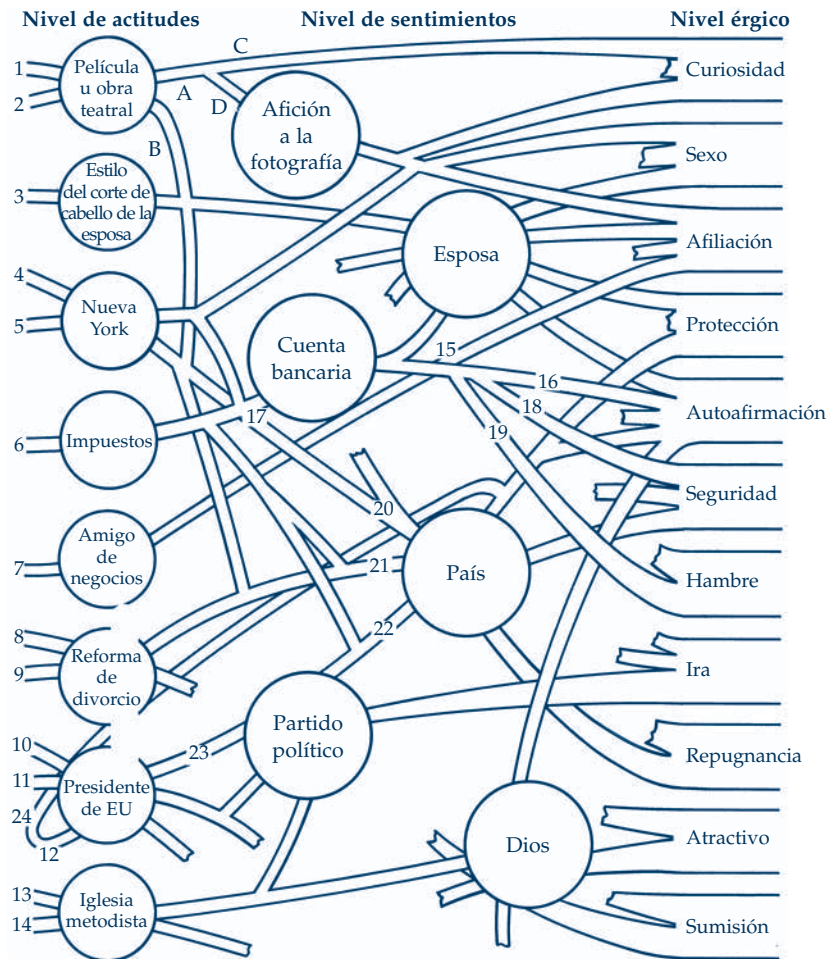 Nivel de actitudes
Nivel de sentimientos
Nivel érgico
1
2
Película
u obra
teatral
A
B
C
D
Afición
a la
fotografía
Curiosidad
Sexo
3
Estilo
del corte de
cabello de la
esposa
Esposa
Afiliación
4
5
Nueva
York
Cuenta
bancaria
15
Protección
16
17
18
19
Autoafirmación
6
Impuestos
20
Seguridad
7
Amigo
de
negocios
21
País
Hambre
8
9
Reforma
de
divorcio
22
Ira
Partido
político
23
Repugnancia
10
11
24
12
Presidente
de EU
Dios
Atractivo
13
14
Iglesia
metodista
Sumisión